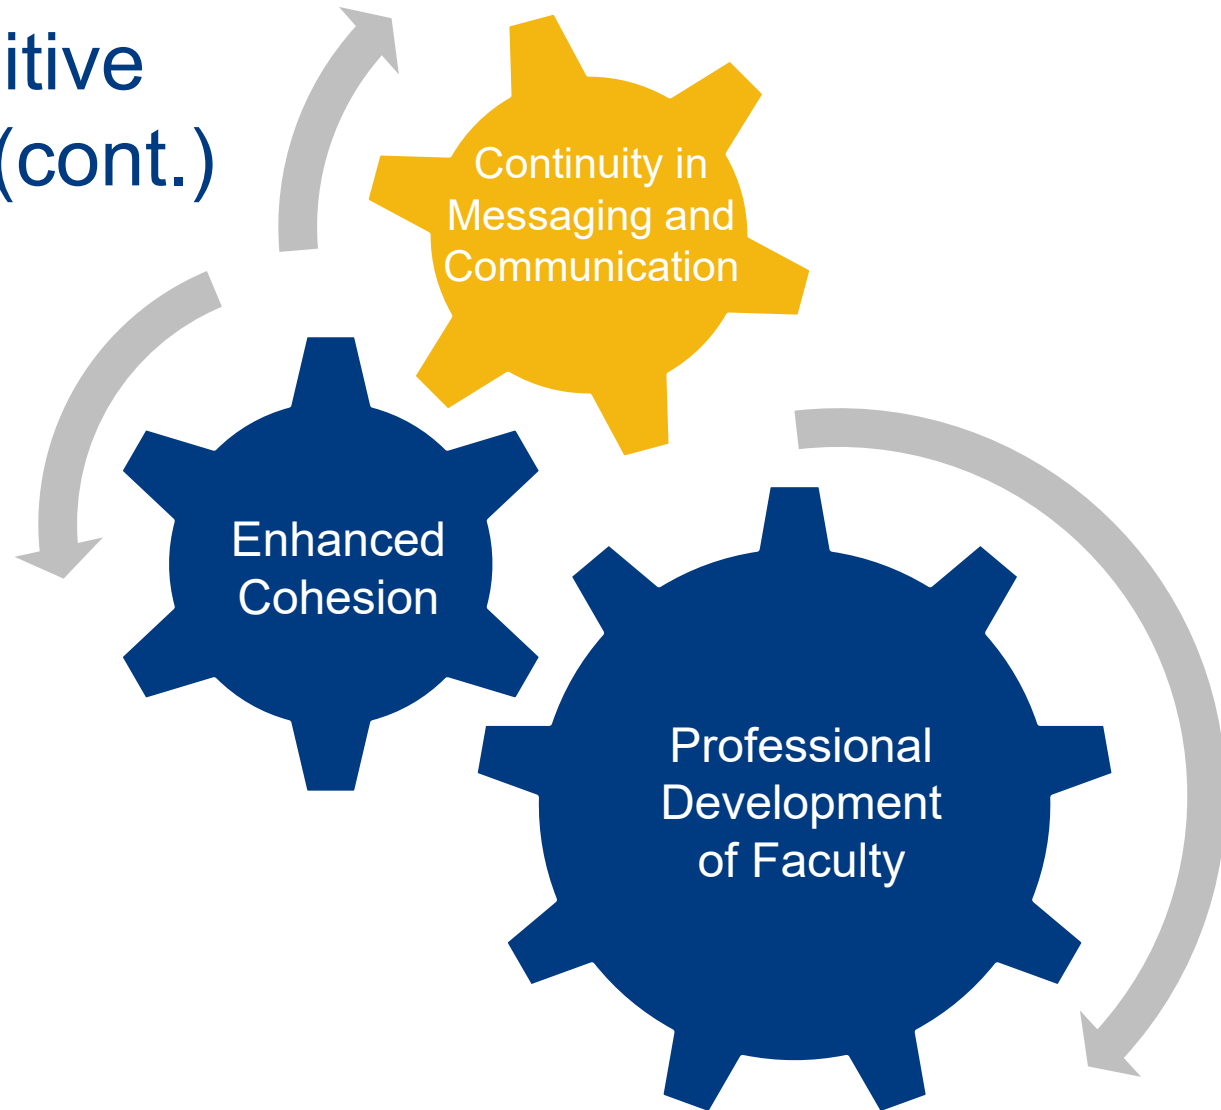 itive
(cont.)
Continuity in
Messaging and
Communication
Enhanced
Cohesion
Professional
Development
of Faculty